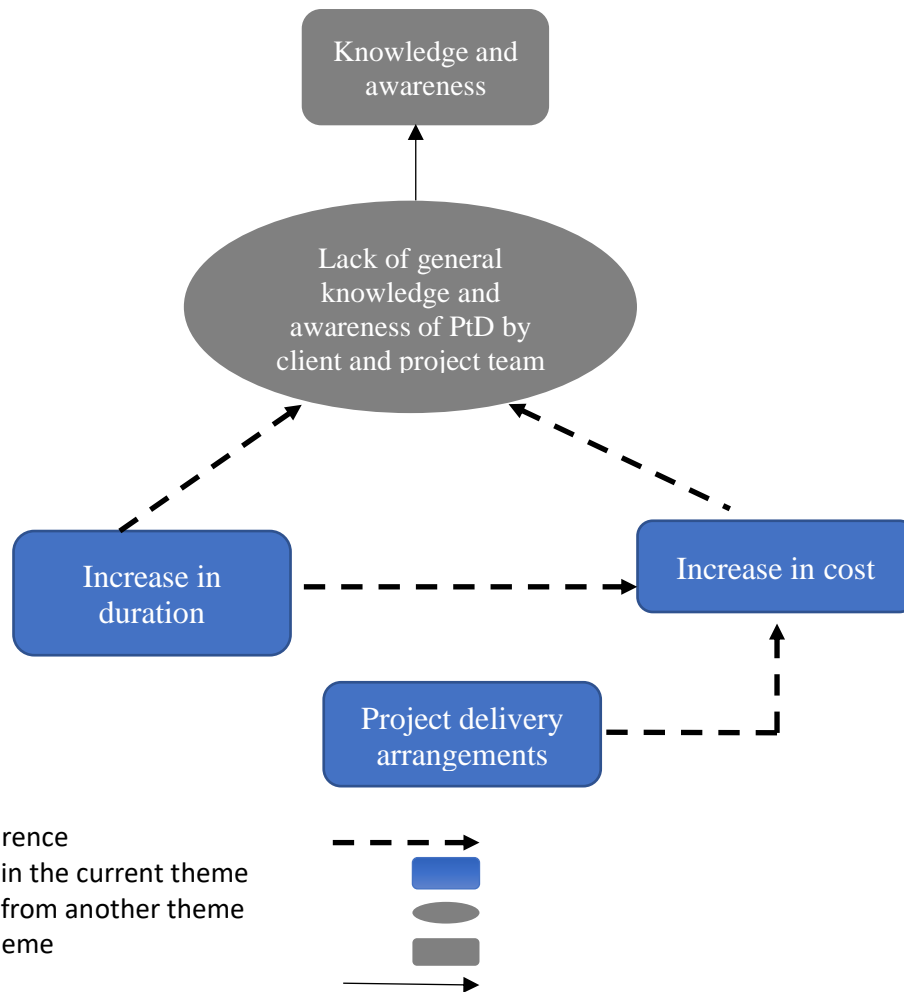 Knowledge and
awareness
Lack of general
knowledge and
awareness of PtD by
client and project team
Increase in
duration
Increase in cost
Project delivery
arrangements
rence
in the current theme
from another theme
eme